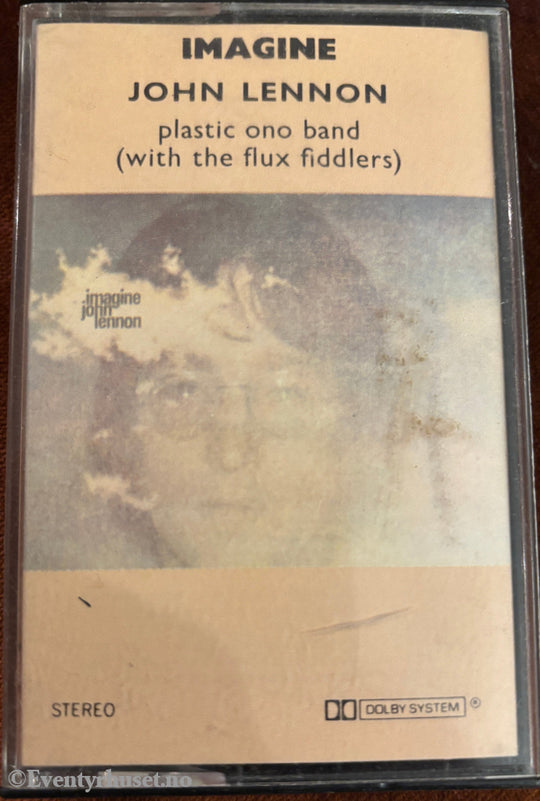 IMAGINE
JOHN LENNON
plastic ono band
(with the flux fiddlers)
imagine
john
lennon
STEREO
DOLBY SYSTEM ®
©Eventyrhuset.no